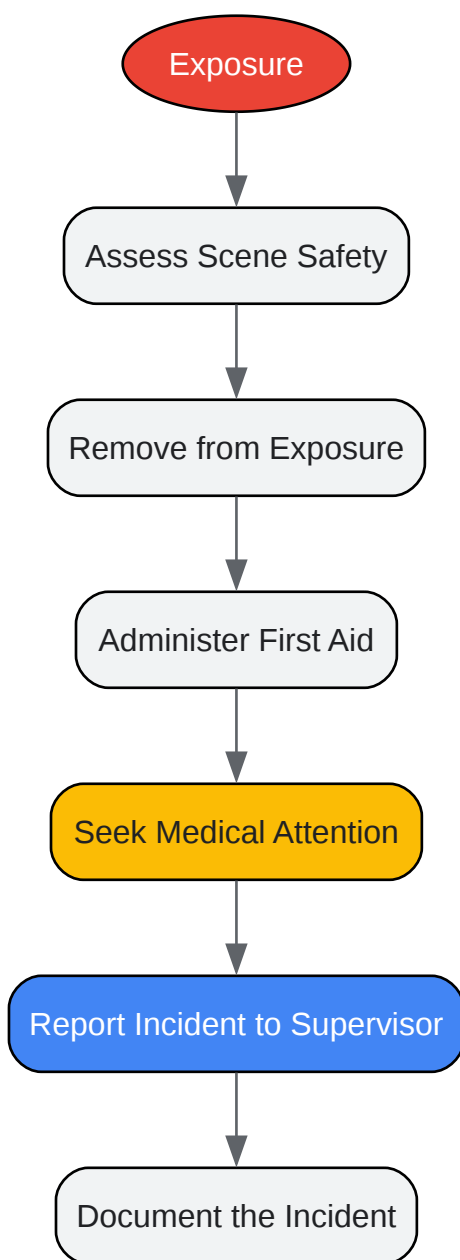 Exposure
Assess Scene Safety
Remove from Exposure
Administer First Aid
Seek Medical Attention
Report Incident to Supervisor
Document the Incident